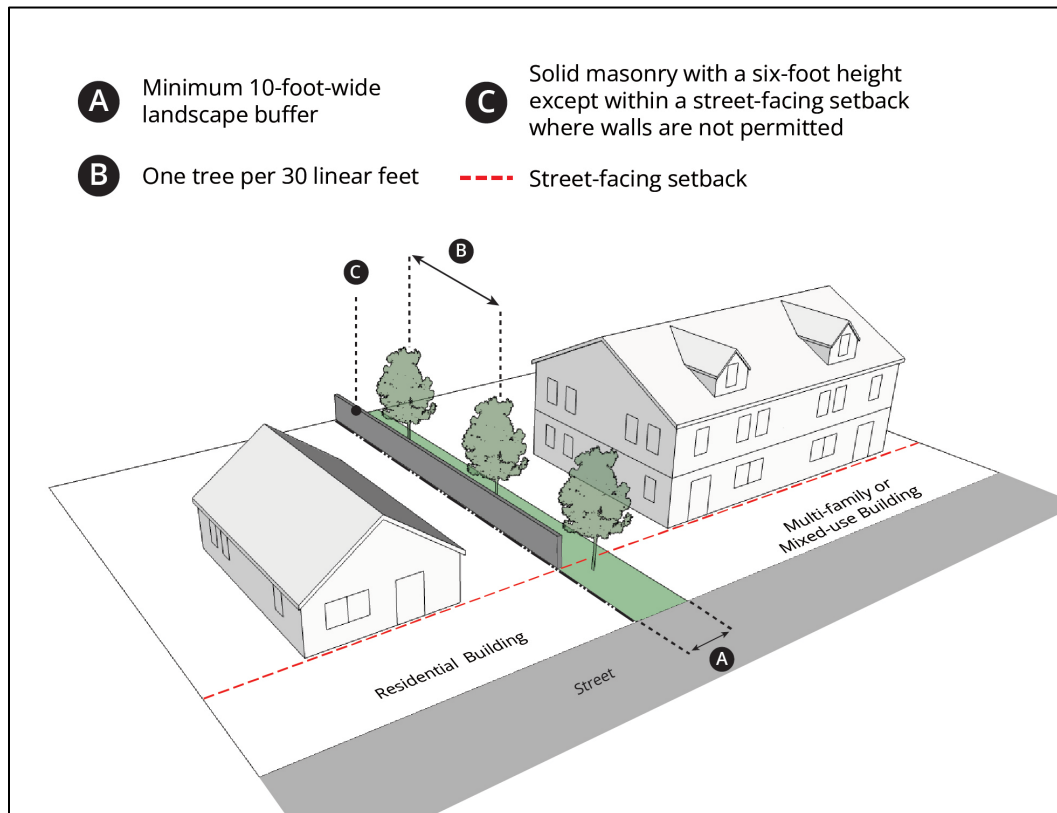 A
Minimum 10-foot-wide
landscape buffer
B
One tree per 30 linear feet
C
Solid masonry with a six-foot height
except within a street-facing setback
where walls are not permitted
Street-facing setback
B
C
Multi-family or
Mixed-use Building
Residential Building
A
Street